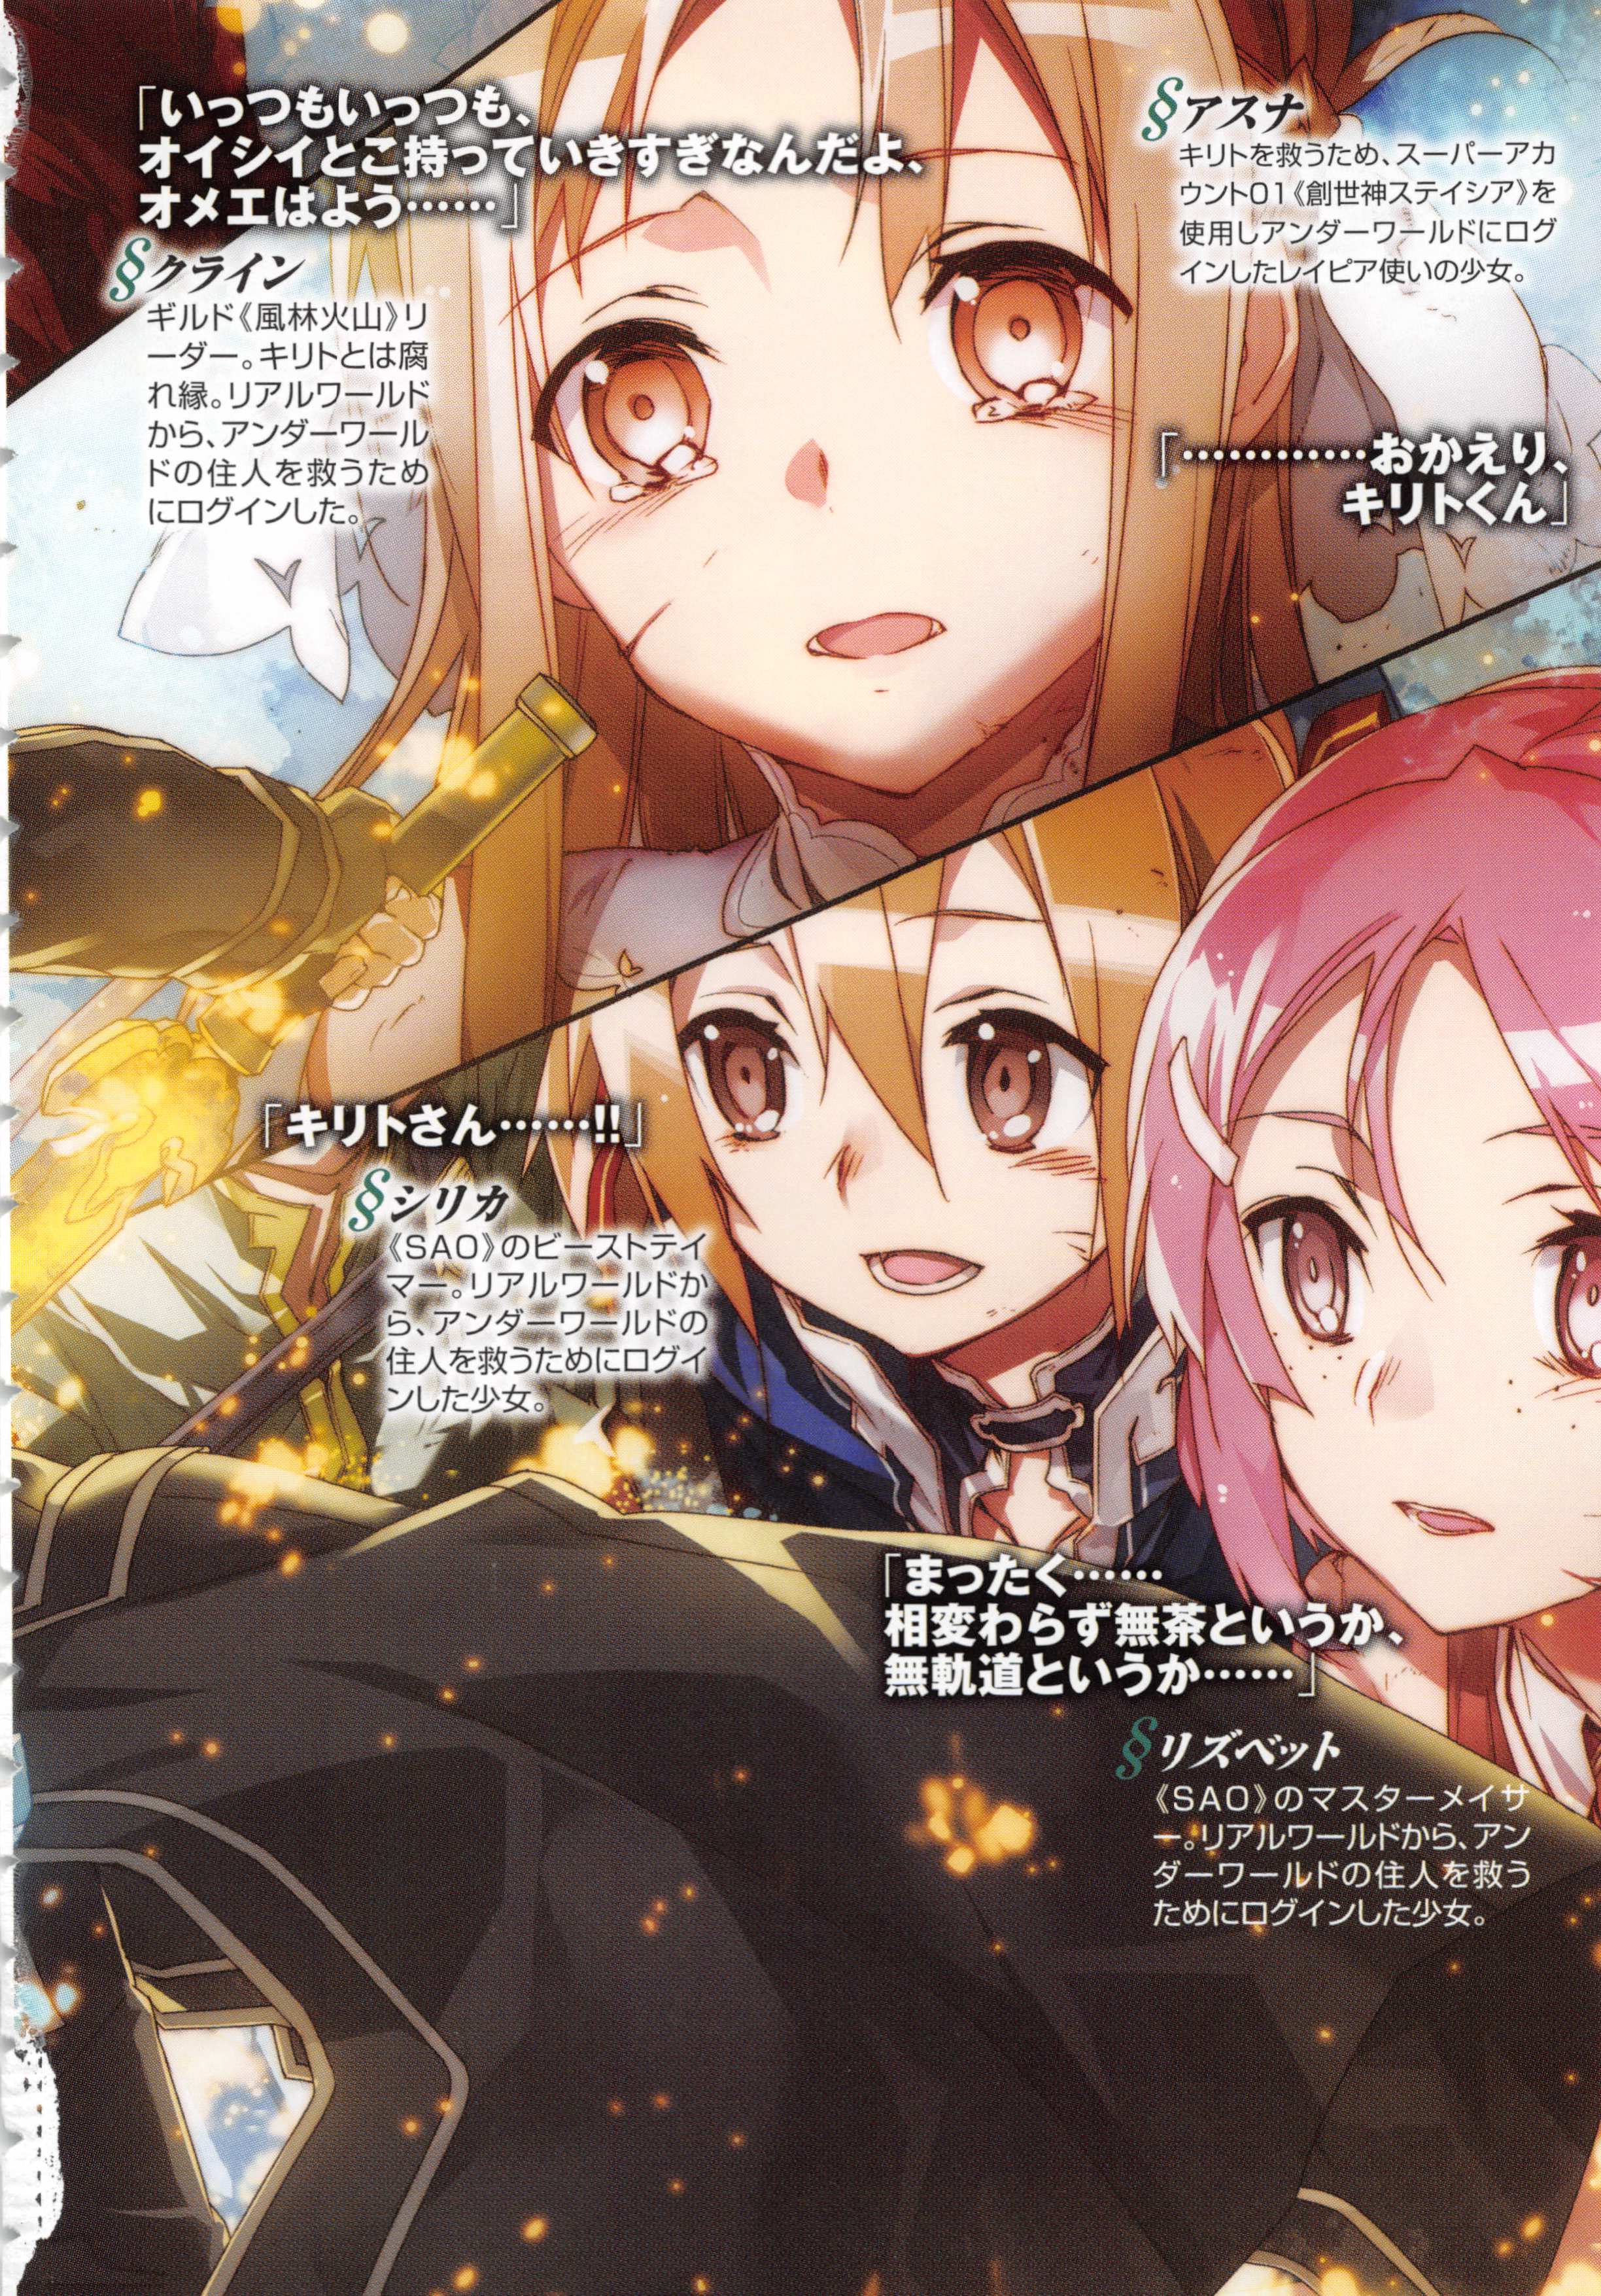 「いっつもいっつも、
オイシイとこ持っていきすぎなんだよ、
オメエはよう……」
§クライン
ギルド《風林火山》リ
ーダー。キリトとは腐
れ縁。リアルワールド
から、アンダーワール
ドの住人を救うため
にログインした。
§アスナ
キリトを救うため、スーパーアカ
ウント01《創世神ステイシア》を
使用しアンダーワールドにログ
インしたレイピア使いの少女。
「…………おかえり、
キリトくん」
「キリトさん……!!」
§シリカ
《SAO》のビーストテイ
マー。リアルワールドか
ら、アンダーワールドの
住人を救うためにログイ
ンした少女。
「まったく……
相変わらず無茶というか、
無軌道というか……」
§リズベット
《SAO》のマスターメイサ
ー。リアルワールドから、アン
ダーワールドの住人を救う
ためにログインした少女。